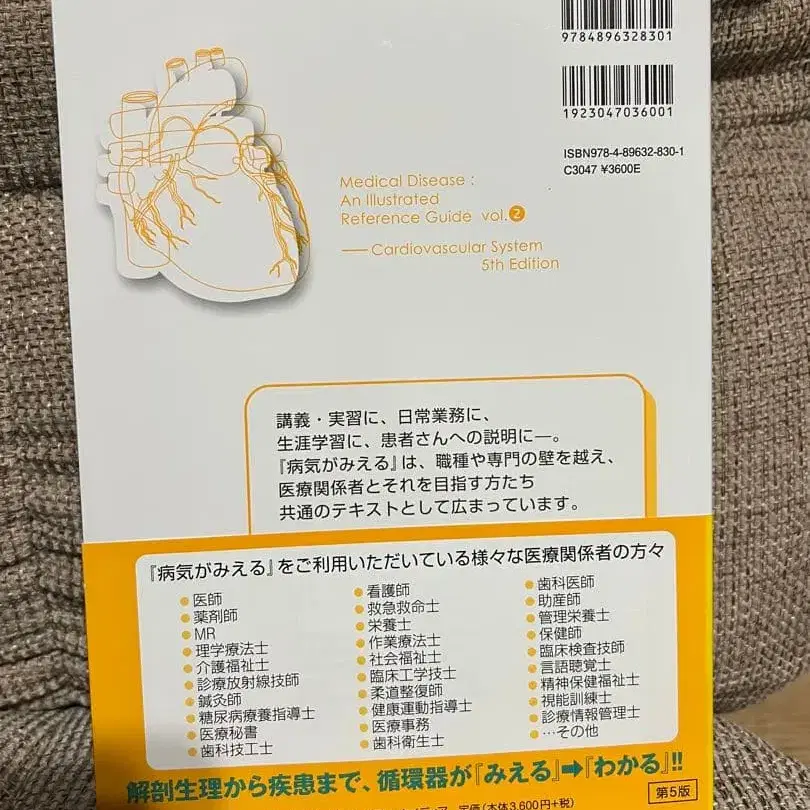 9784896328301
1923047036001
ISBN978-4-89632-830-1
C3047 ¥3600E
Medical Disease :
An Illustrated
Reference Guide vol.❷
Cardiovascular System
5th Edition
講義・実習に、日常業務に、
生涯学習に、患者さんへの説明に―。
『病気がみえる』は、職種や専門の壁を越え、
医療関係者とそれを目指す方たち
共通のテキストとして広まっています。
『病気がみえる』をご利用いただいている様々な医療関係者の方々
●医師
●薬剤師
●MR
●理学療法士
●介護福祉士
●診療放射線技師
●鍼灸師
●糖尿病療養指導士
●医療秘書
●歯科技工士
●看護師
●救急救命士
●栄養士
●作業療法士
●社会福祉士
●臨床工学技士
●柔道整復師
●健康運動指導士
●医療事務
●歯科衛生士
●歯科医師
●助産師
●管理栄養士
●保健師
●臨床検査技師
●言語聴覚士
●精神保健福祉士
●視能訓練士
●診療情報管理士
●…その他
解剖生理から疾患まで、循環器が『みえる』➡『わかる』!!
第5版
定価(本体3,600円+税)